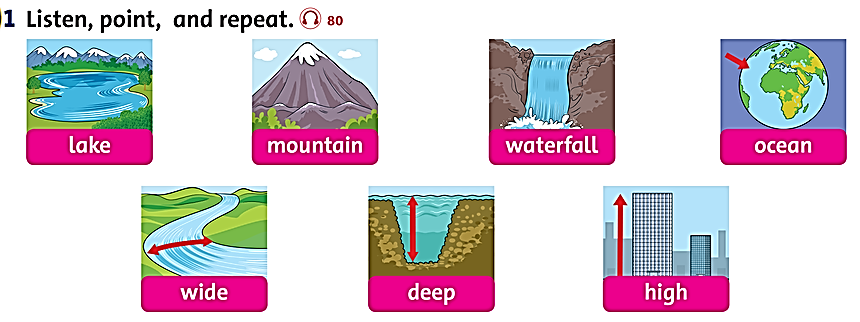 1 Listen, point, and repeat. 80
lake mountain waterfall ocean
wide deep high